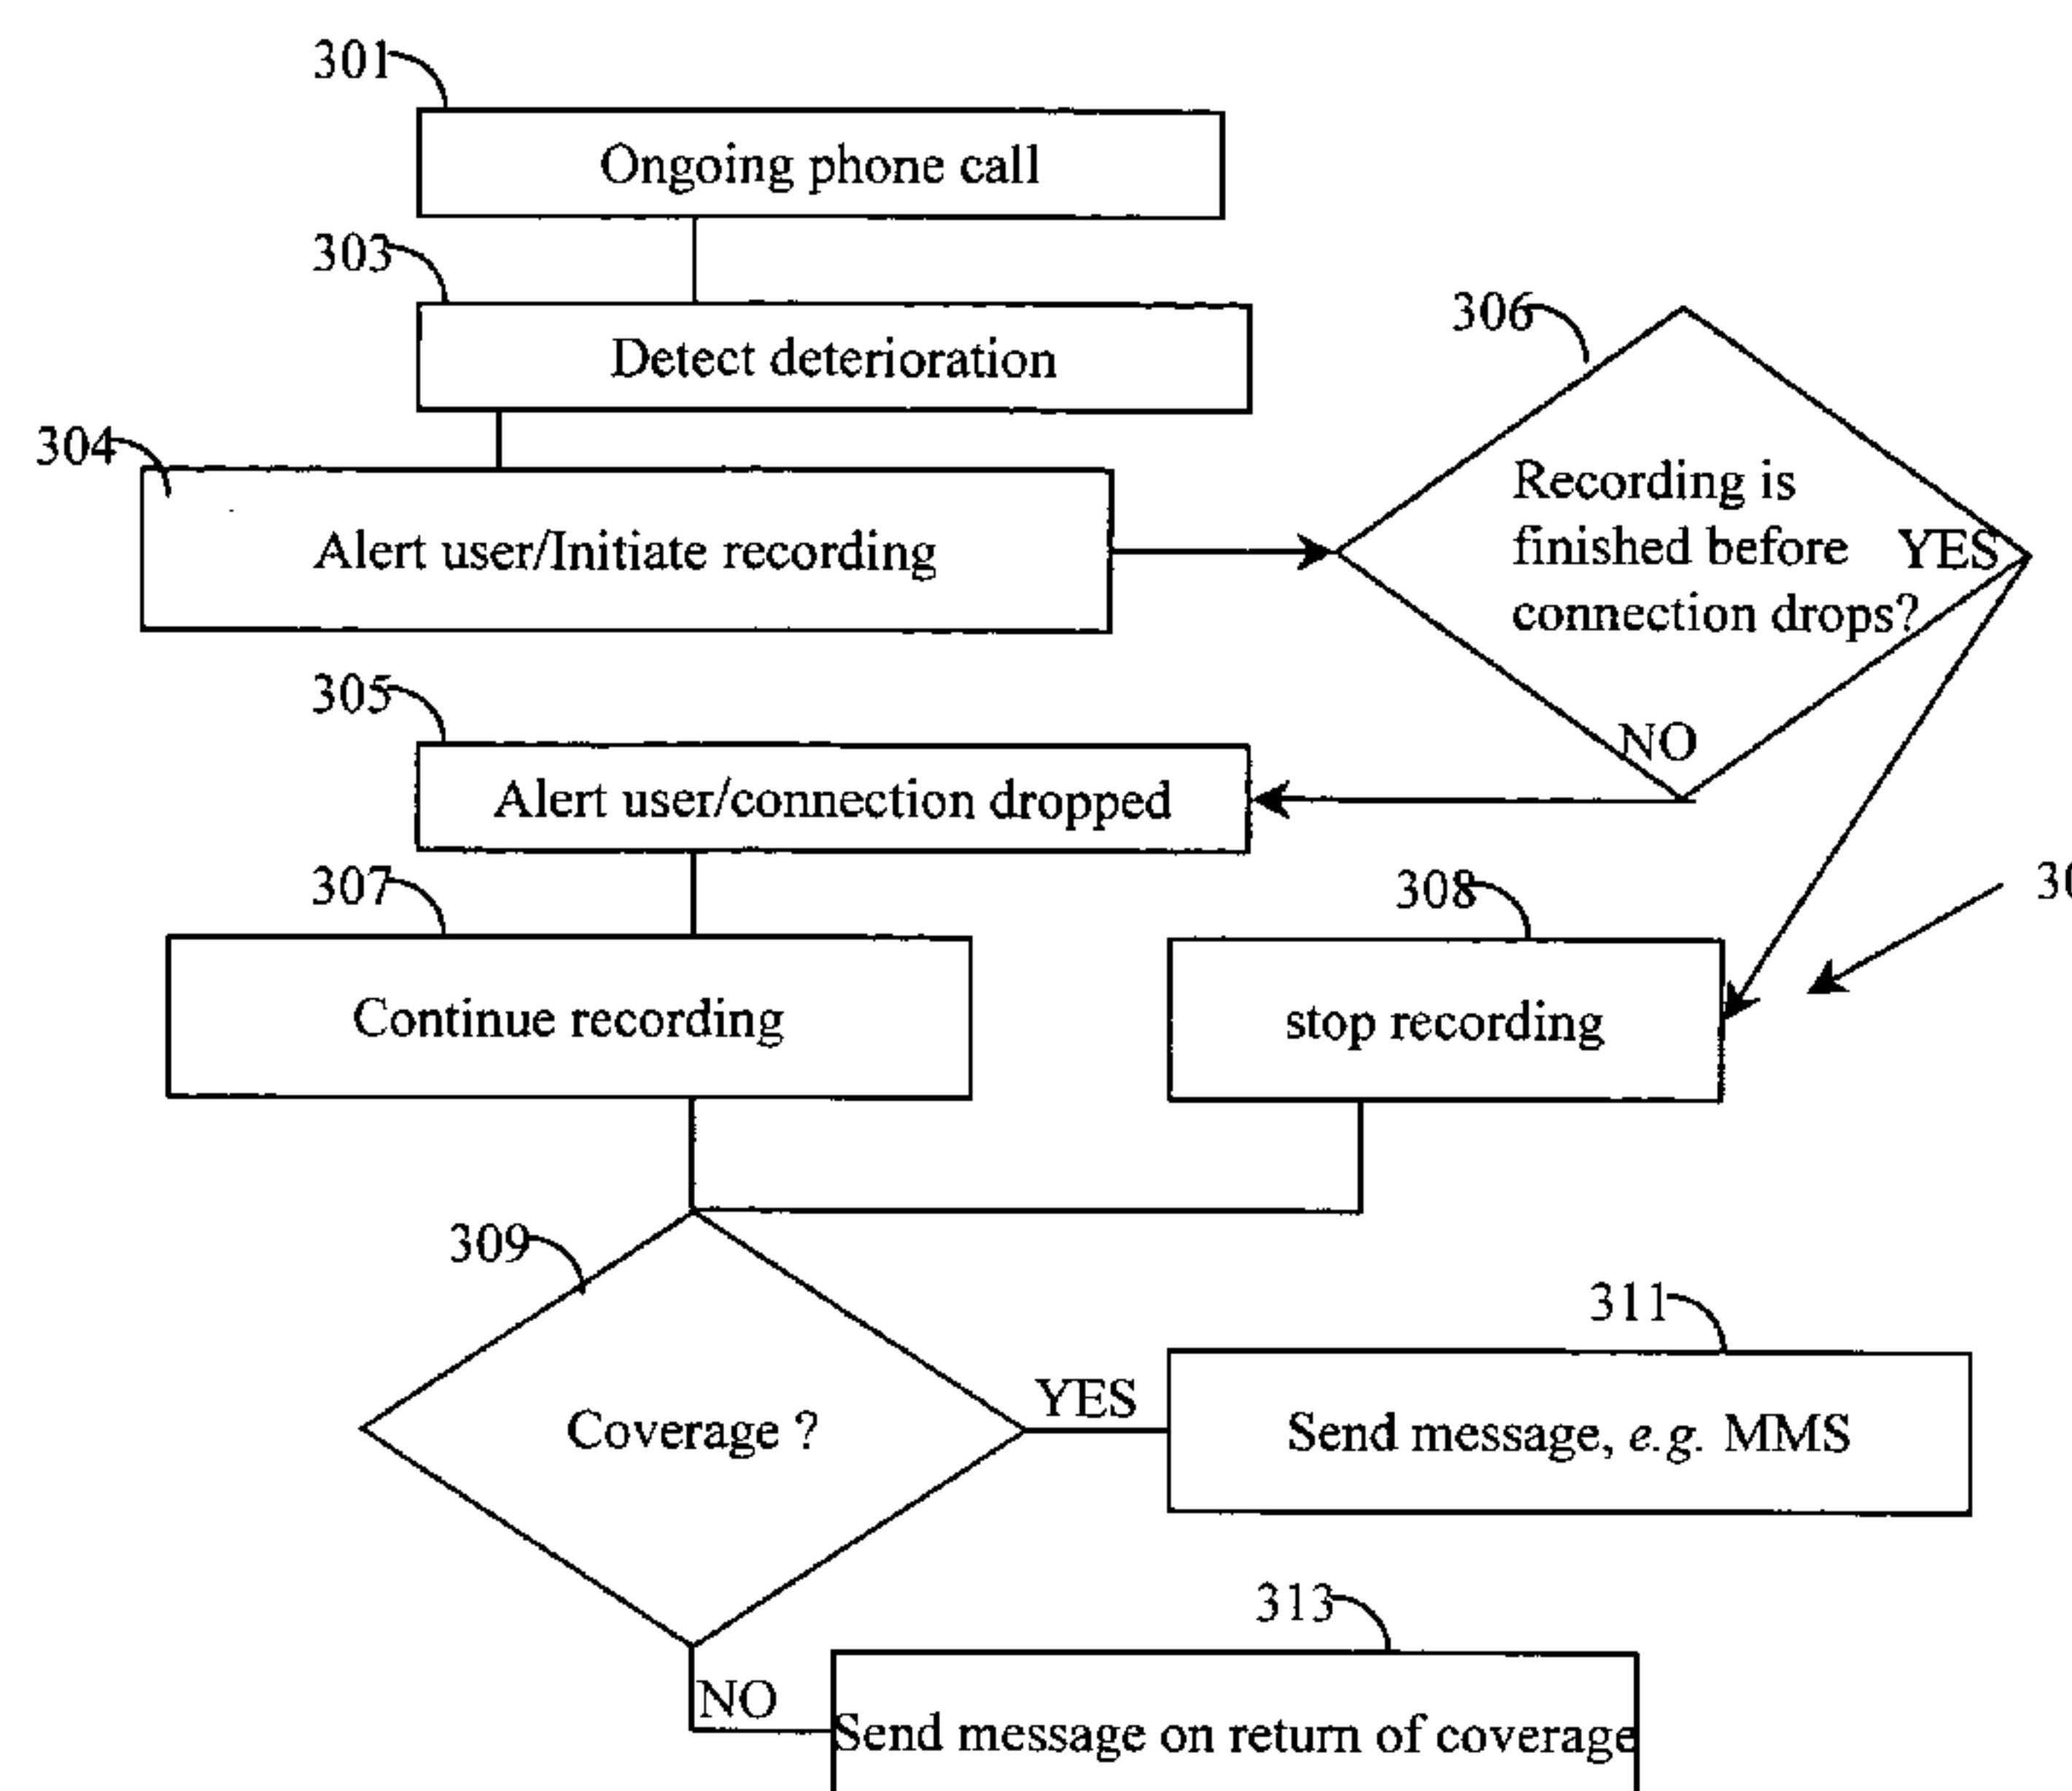 301
Ongoing phone call
303
Detect deterioration
306
304
Recording is
finished before YES
connection drops?
Alert user/Initiate recording
305
NO
Alert user/connection dropped
307
308
Continue recording
stop recording
309
311
YES
Coverage ?
Send message, e.g. MMS
313
NO
Send message on return of coverage